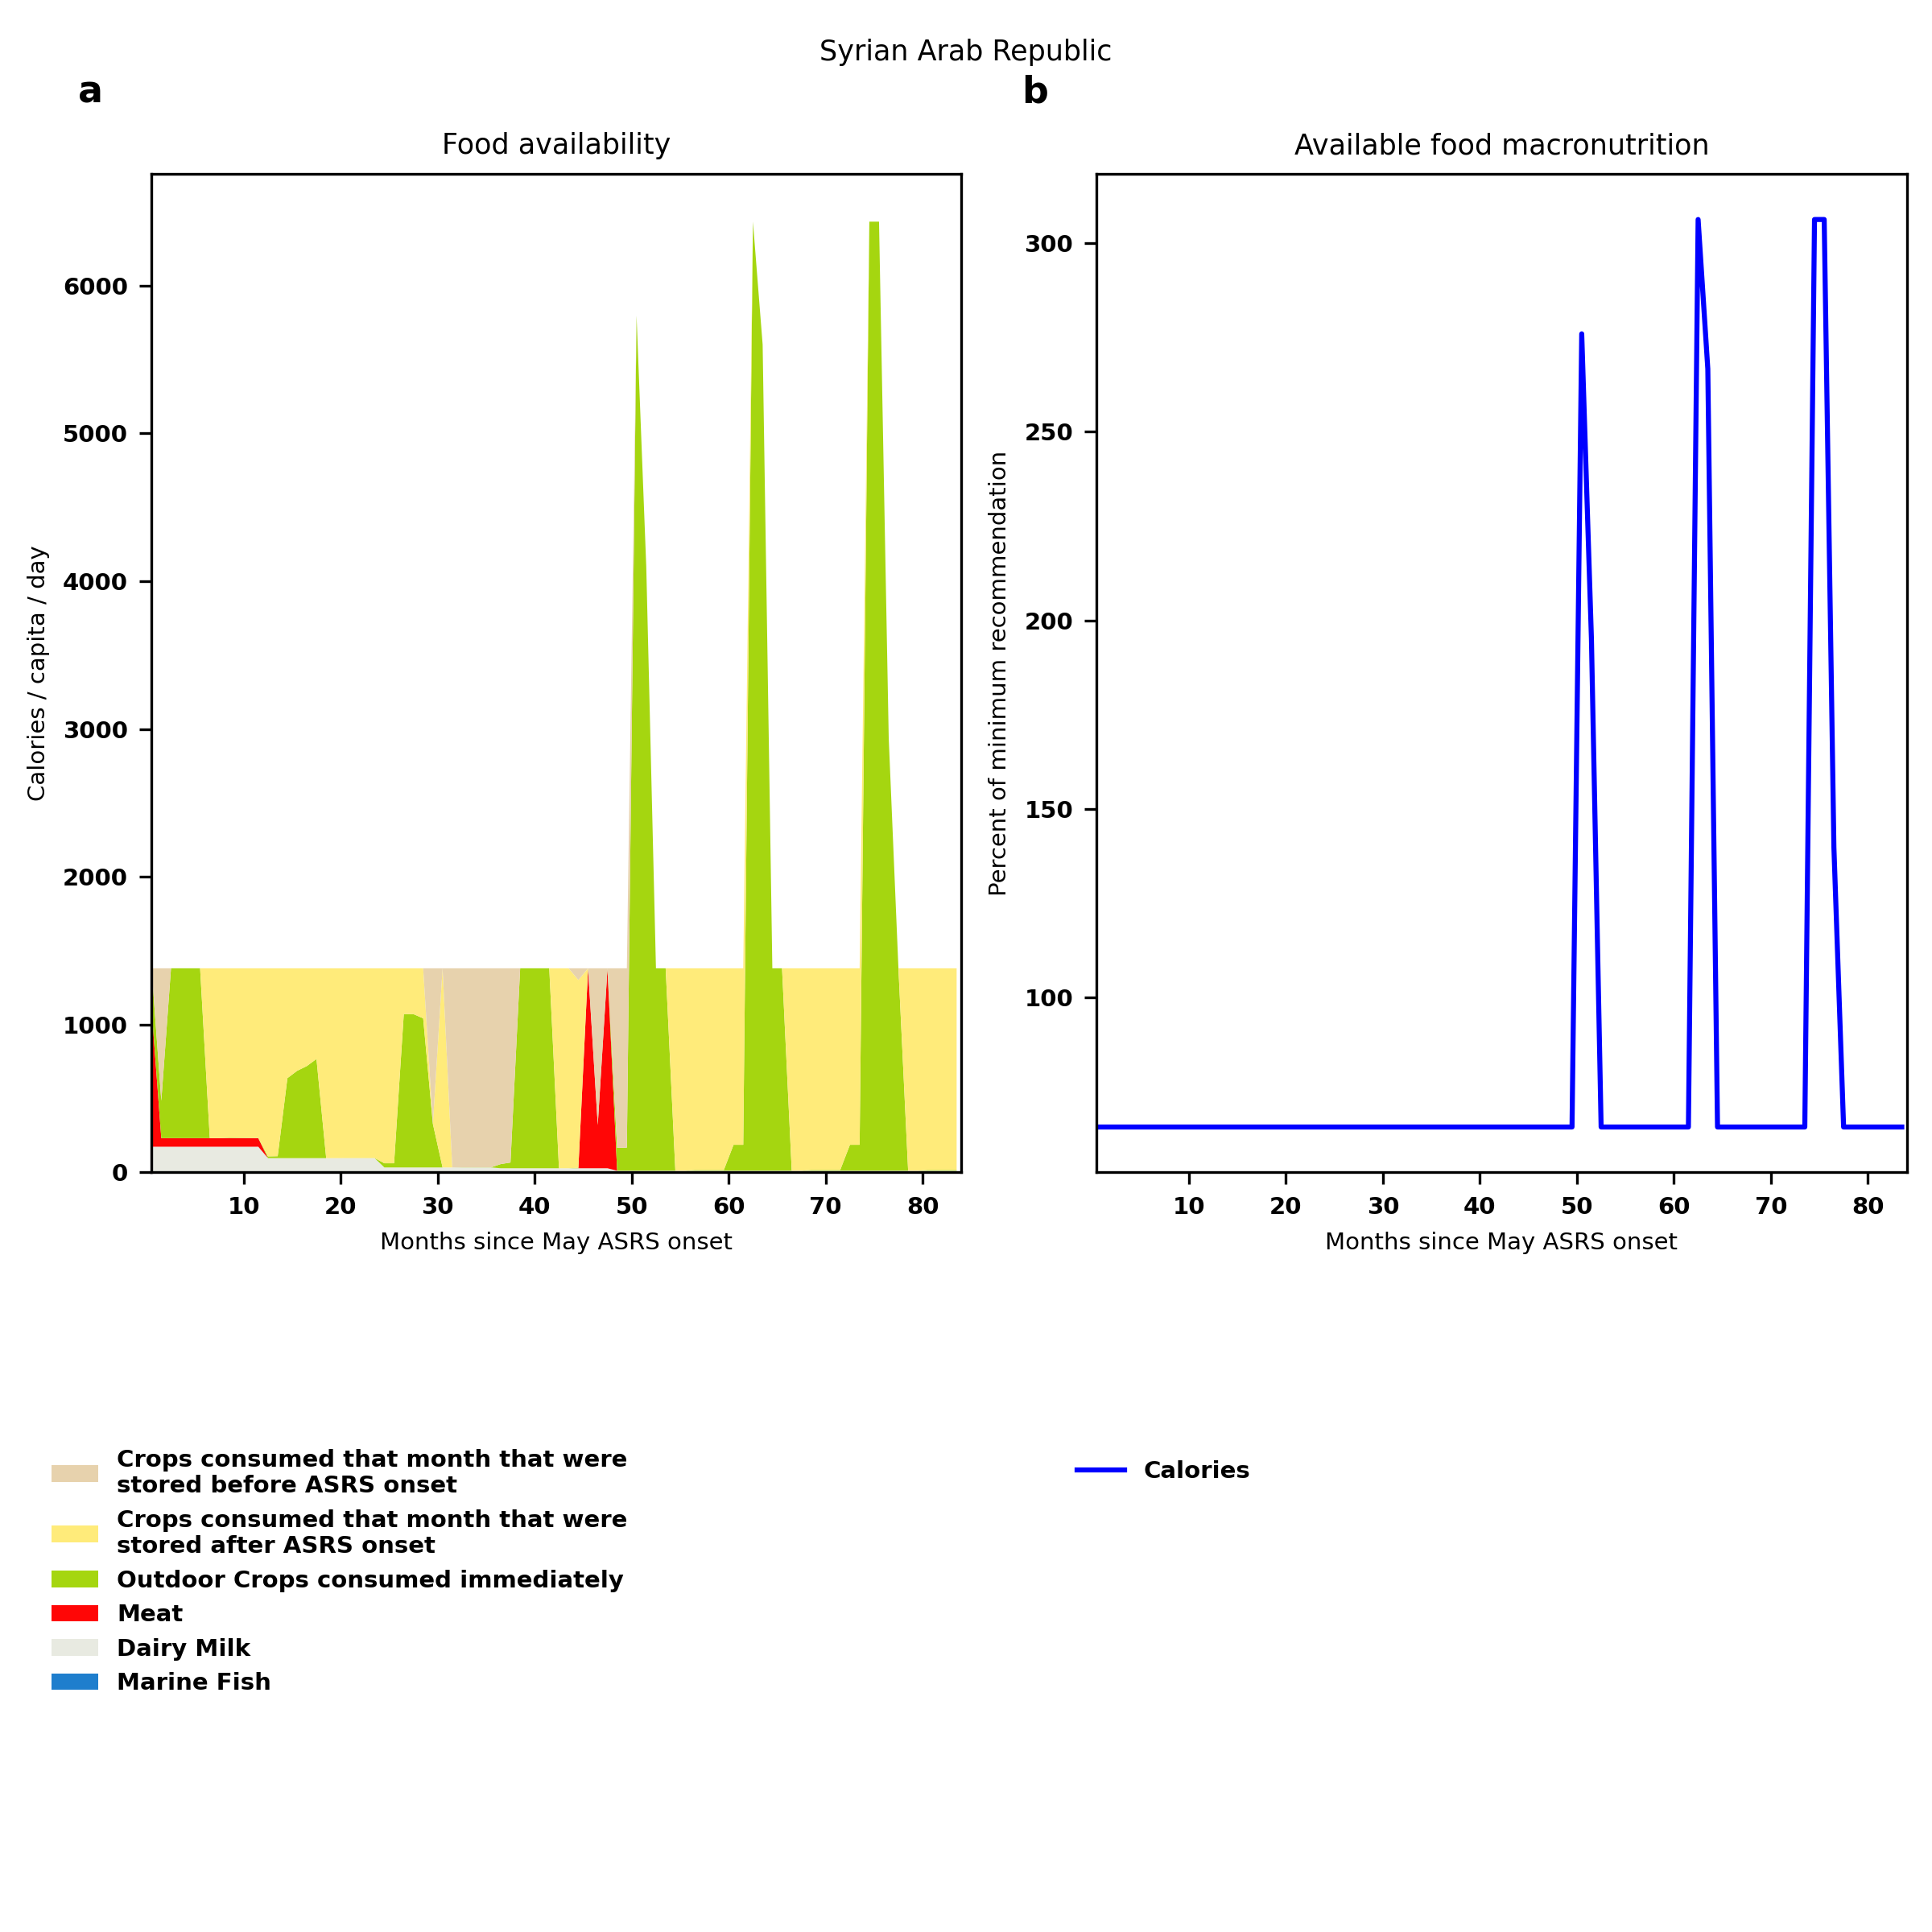 Syrian Arab Republic
a
Food availability
Calories / capita / day
6000
5000
4000
3000
2000
1000
0
10 20 30 40 50 60 70 80
Months since May ASRS onset
b
Available food macronutrition
Percent of minimum recommendation
300
250
200
150
100
10 20 30 40 50 60 70 80
Months since May ASRS onset
Crops consumed that month that were
stored before ASRS onset
Crops consumed that month that were
stored after ASRS onset
Outdoor Crops consumed immediately
Meat
Dairy Milk
Marine Fish
Calories